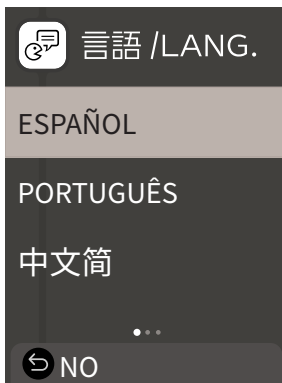 言語 /LANG.
ESPAÑOL
PORTUGUÊS
中文简
NO